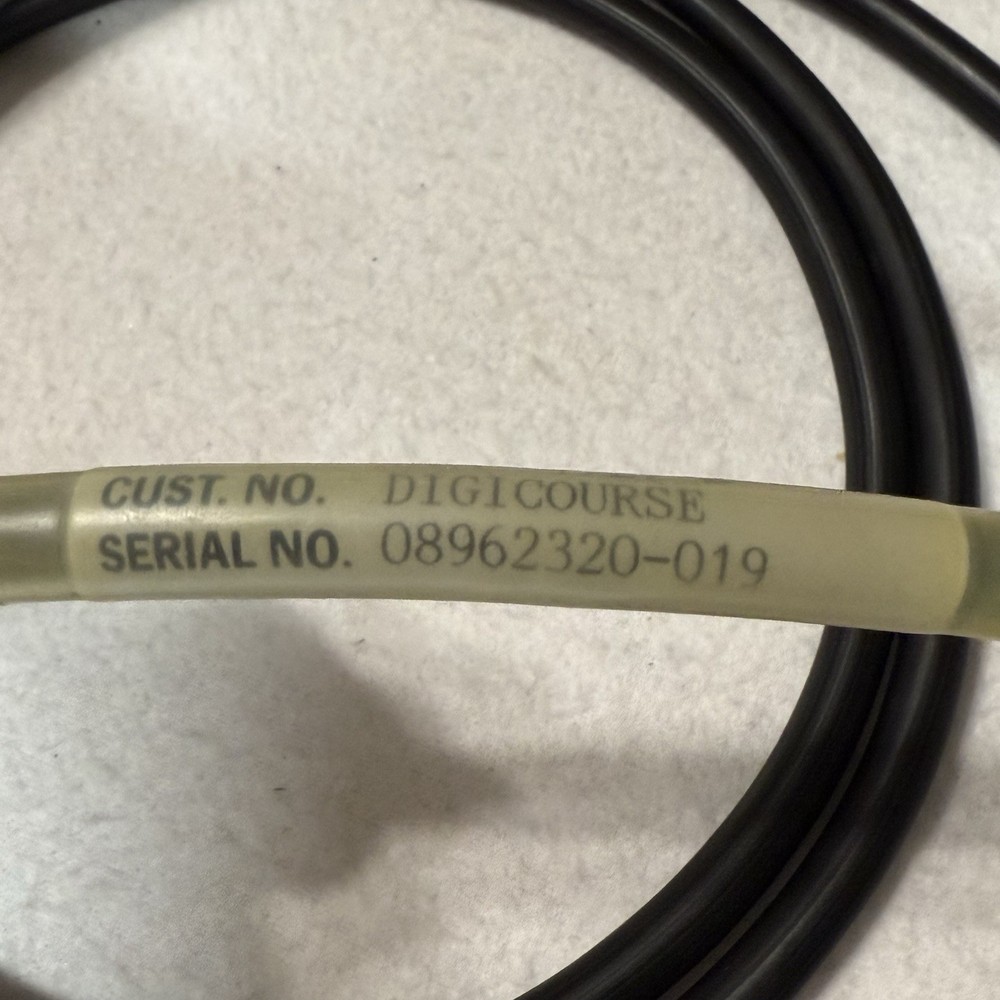 CUST. NO. DIGICOURSE
SERIAL NO. 08962320-019